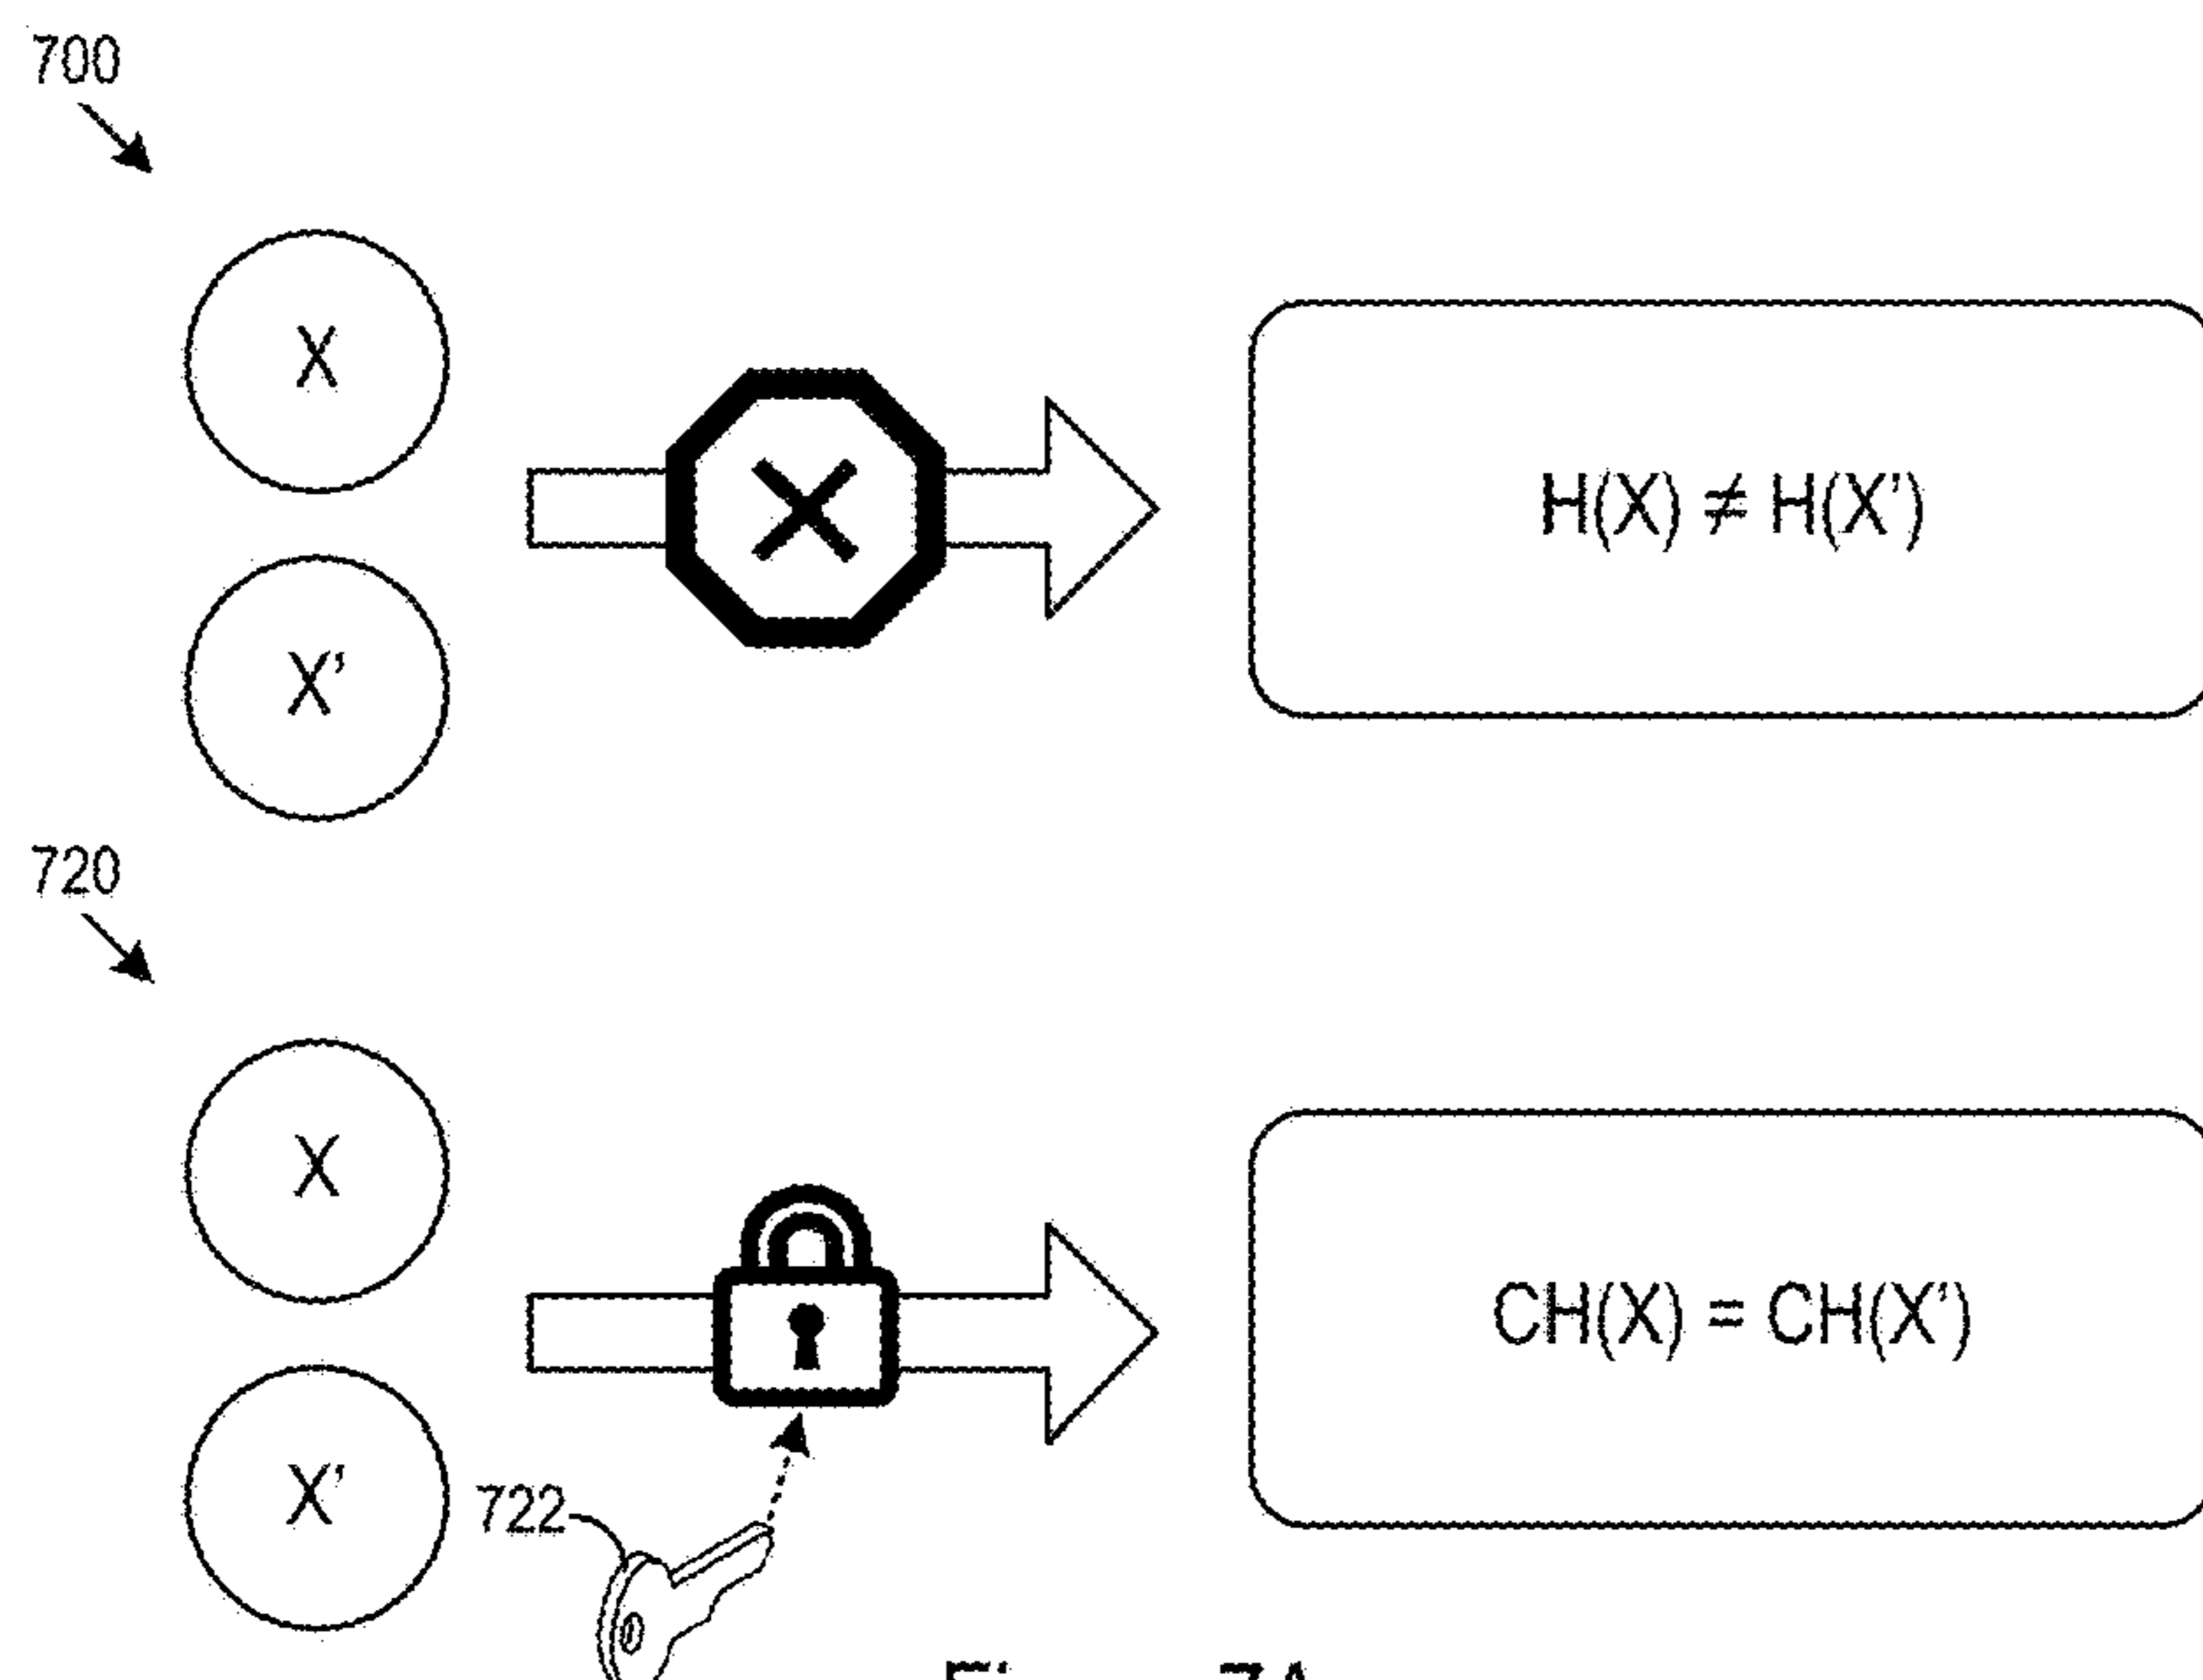 700
X
X'
H(X) ≠ H(X')
720
X
X'
CH(X) = CH(X')
722